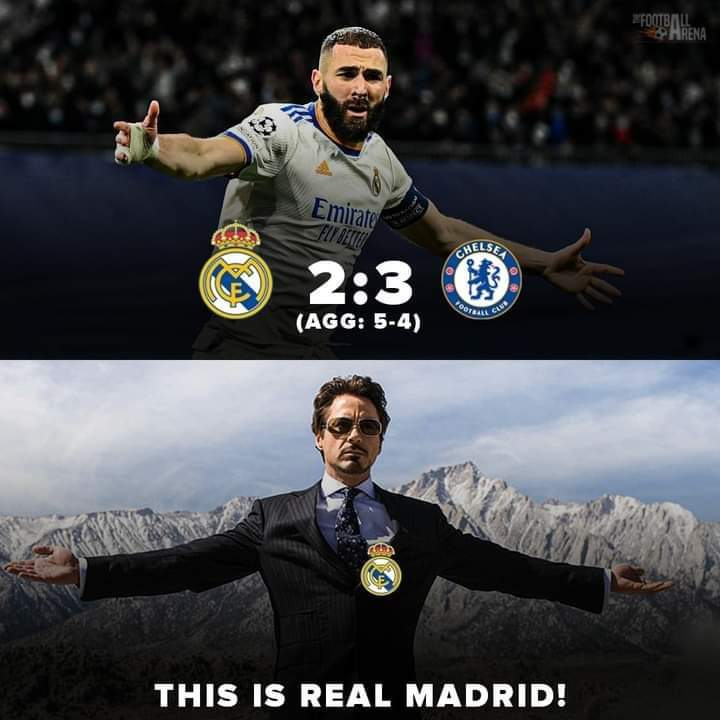 THE FOOTBALL
ARENA
Emirates
FLY BETTER
CHELSEA
FOOTBALL CLUB
2:3
(AGG: 5-4)
THIS IS REAL MADRID!